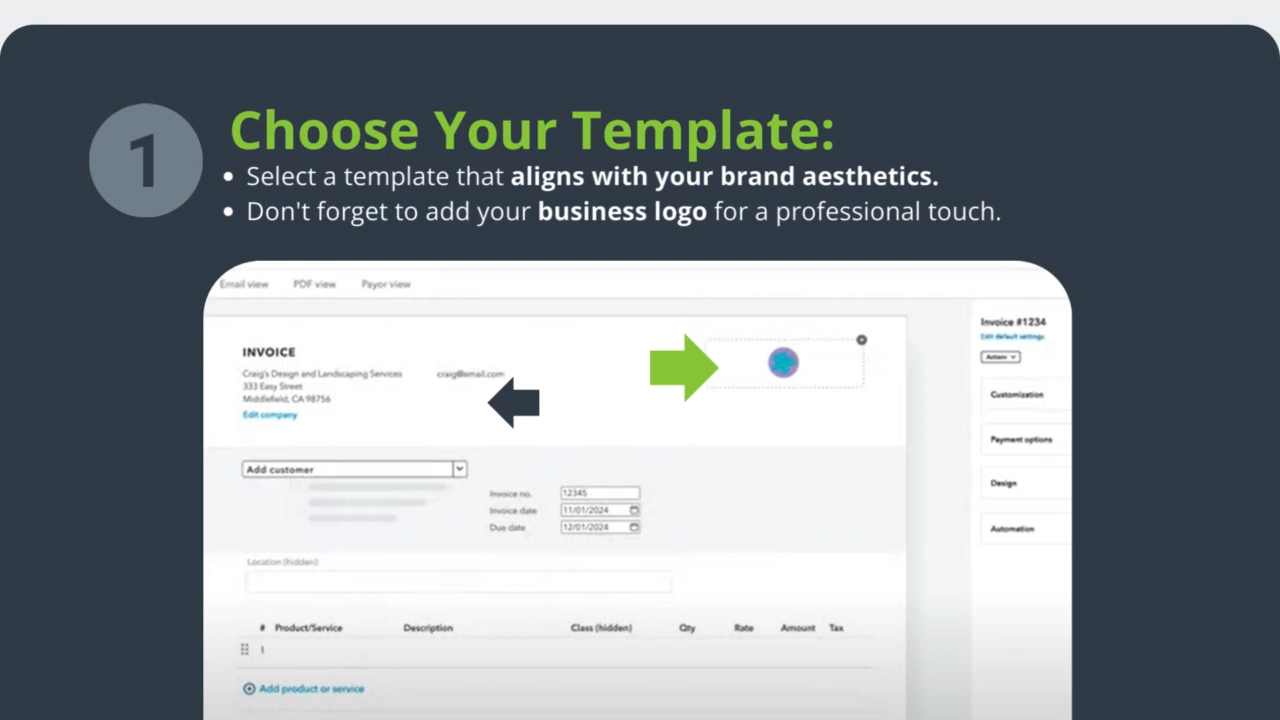 1
Choose Your Template:
• Select a template that aligns with your brand aesthetics.
• Don't forget to add your business logo for a professional touch.
Email view PDF view Payor view
INVOICE
Craig's Design and Landscaping Services craig@email.com
333 Easy Street
Middlefield, CA 98756
Edit company
Invoice #1234
Edit default settings
Actions
Customization
Payment options
Design
Automation
Add customer
Invoice no. 12345
Invoice date 11/01/2024
Due date 12/01/2024
Location (hidden)
# Product/Service Description Class (hidden) Qty Rate Amount Tax
1
Add product or service